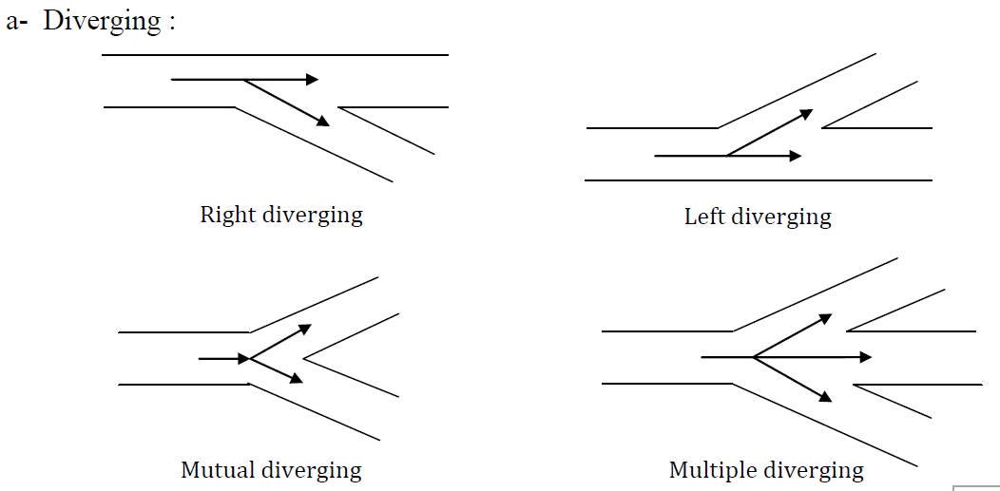 a- Diverging :
Right diverging
Left diverging
Mutual diverging
Multiple diverging